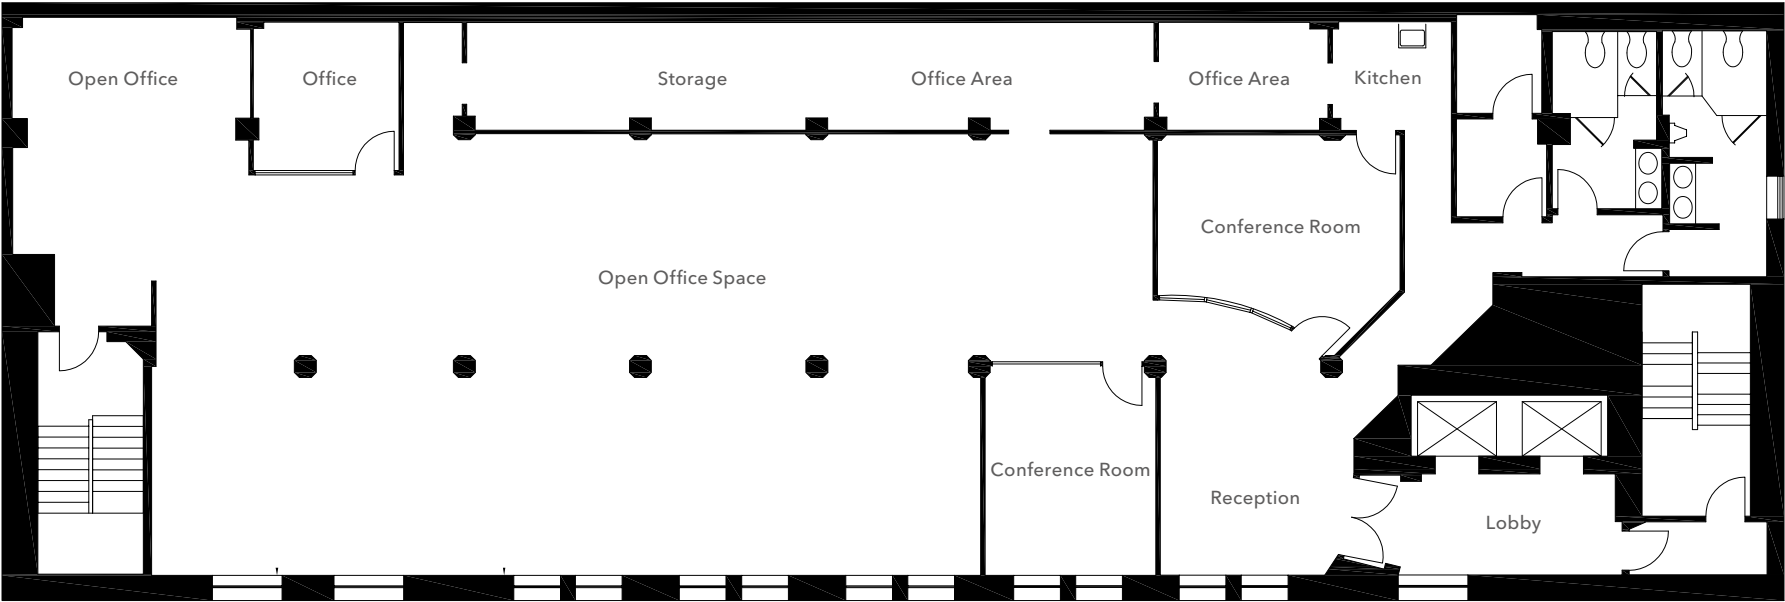 Open Office
Office
Storage
Office Area
Office Area
Kitchen
Conference Room
Open Office Space
Conference Room
Reception
Lobby